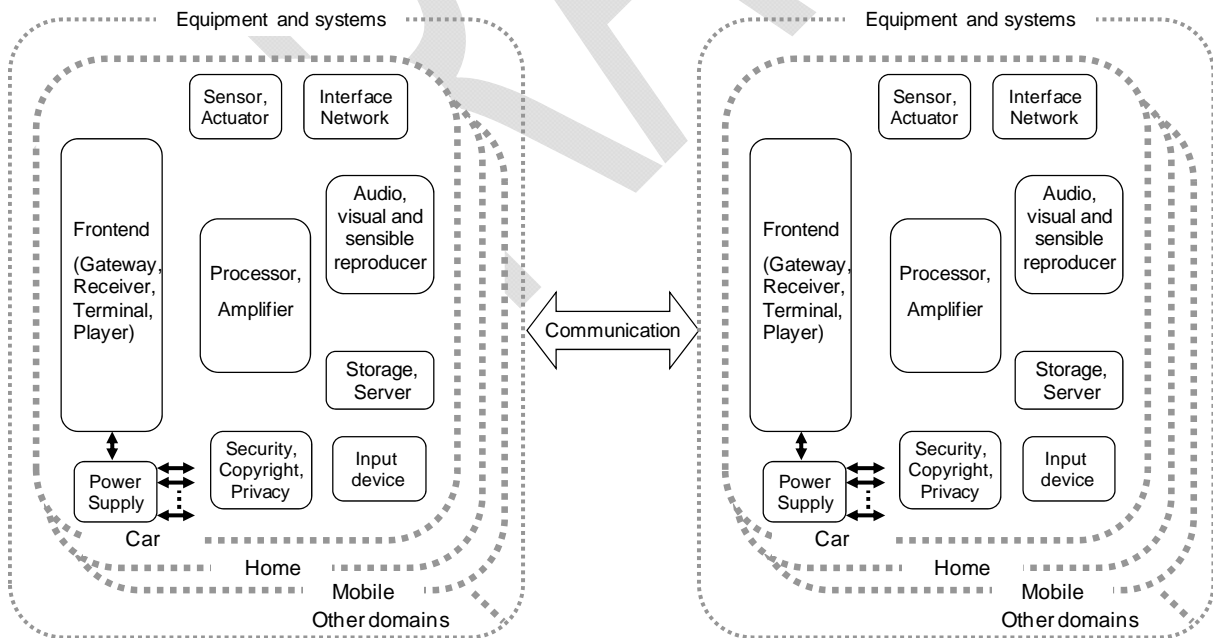 Equipment and systems
Sensor,
Actuator
Interface
Network
Frontend
(Gateway,
Receiver,
Terminal,
Player)
Processor,
Amplifier
Audio,
visual and
sensible
reproducer
Storage,
Server
Power
Supply
Security,
Copyright,
Privacy
Input
device
Car
Home
Mobile
Other domains
Communication
Equipment and systems
Sensor,
Actuator
Interface
Network
Frontend
(Gateway,
Receiver,
Terminal,
Player)
Processor,
Amplifier
Audio,
visual and
sensible
reproducer
Storage,
Server
Power
Supply
Security,
Copyright,
Privacy
Input
device
Car
Home
Mobile
Other domains